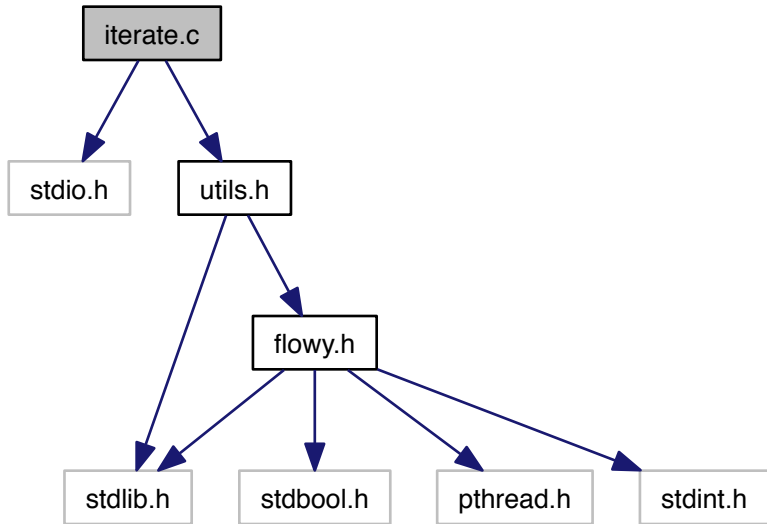 iterate.c
stdio.h
utils.h
flowy.h
stdlib.h
stdbool.h
pthread.h
stdint.h